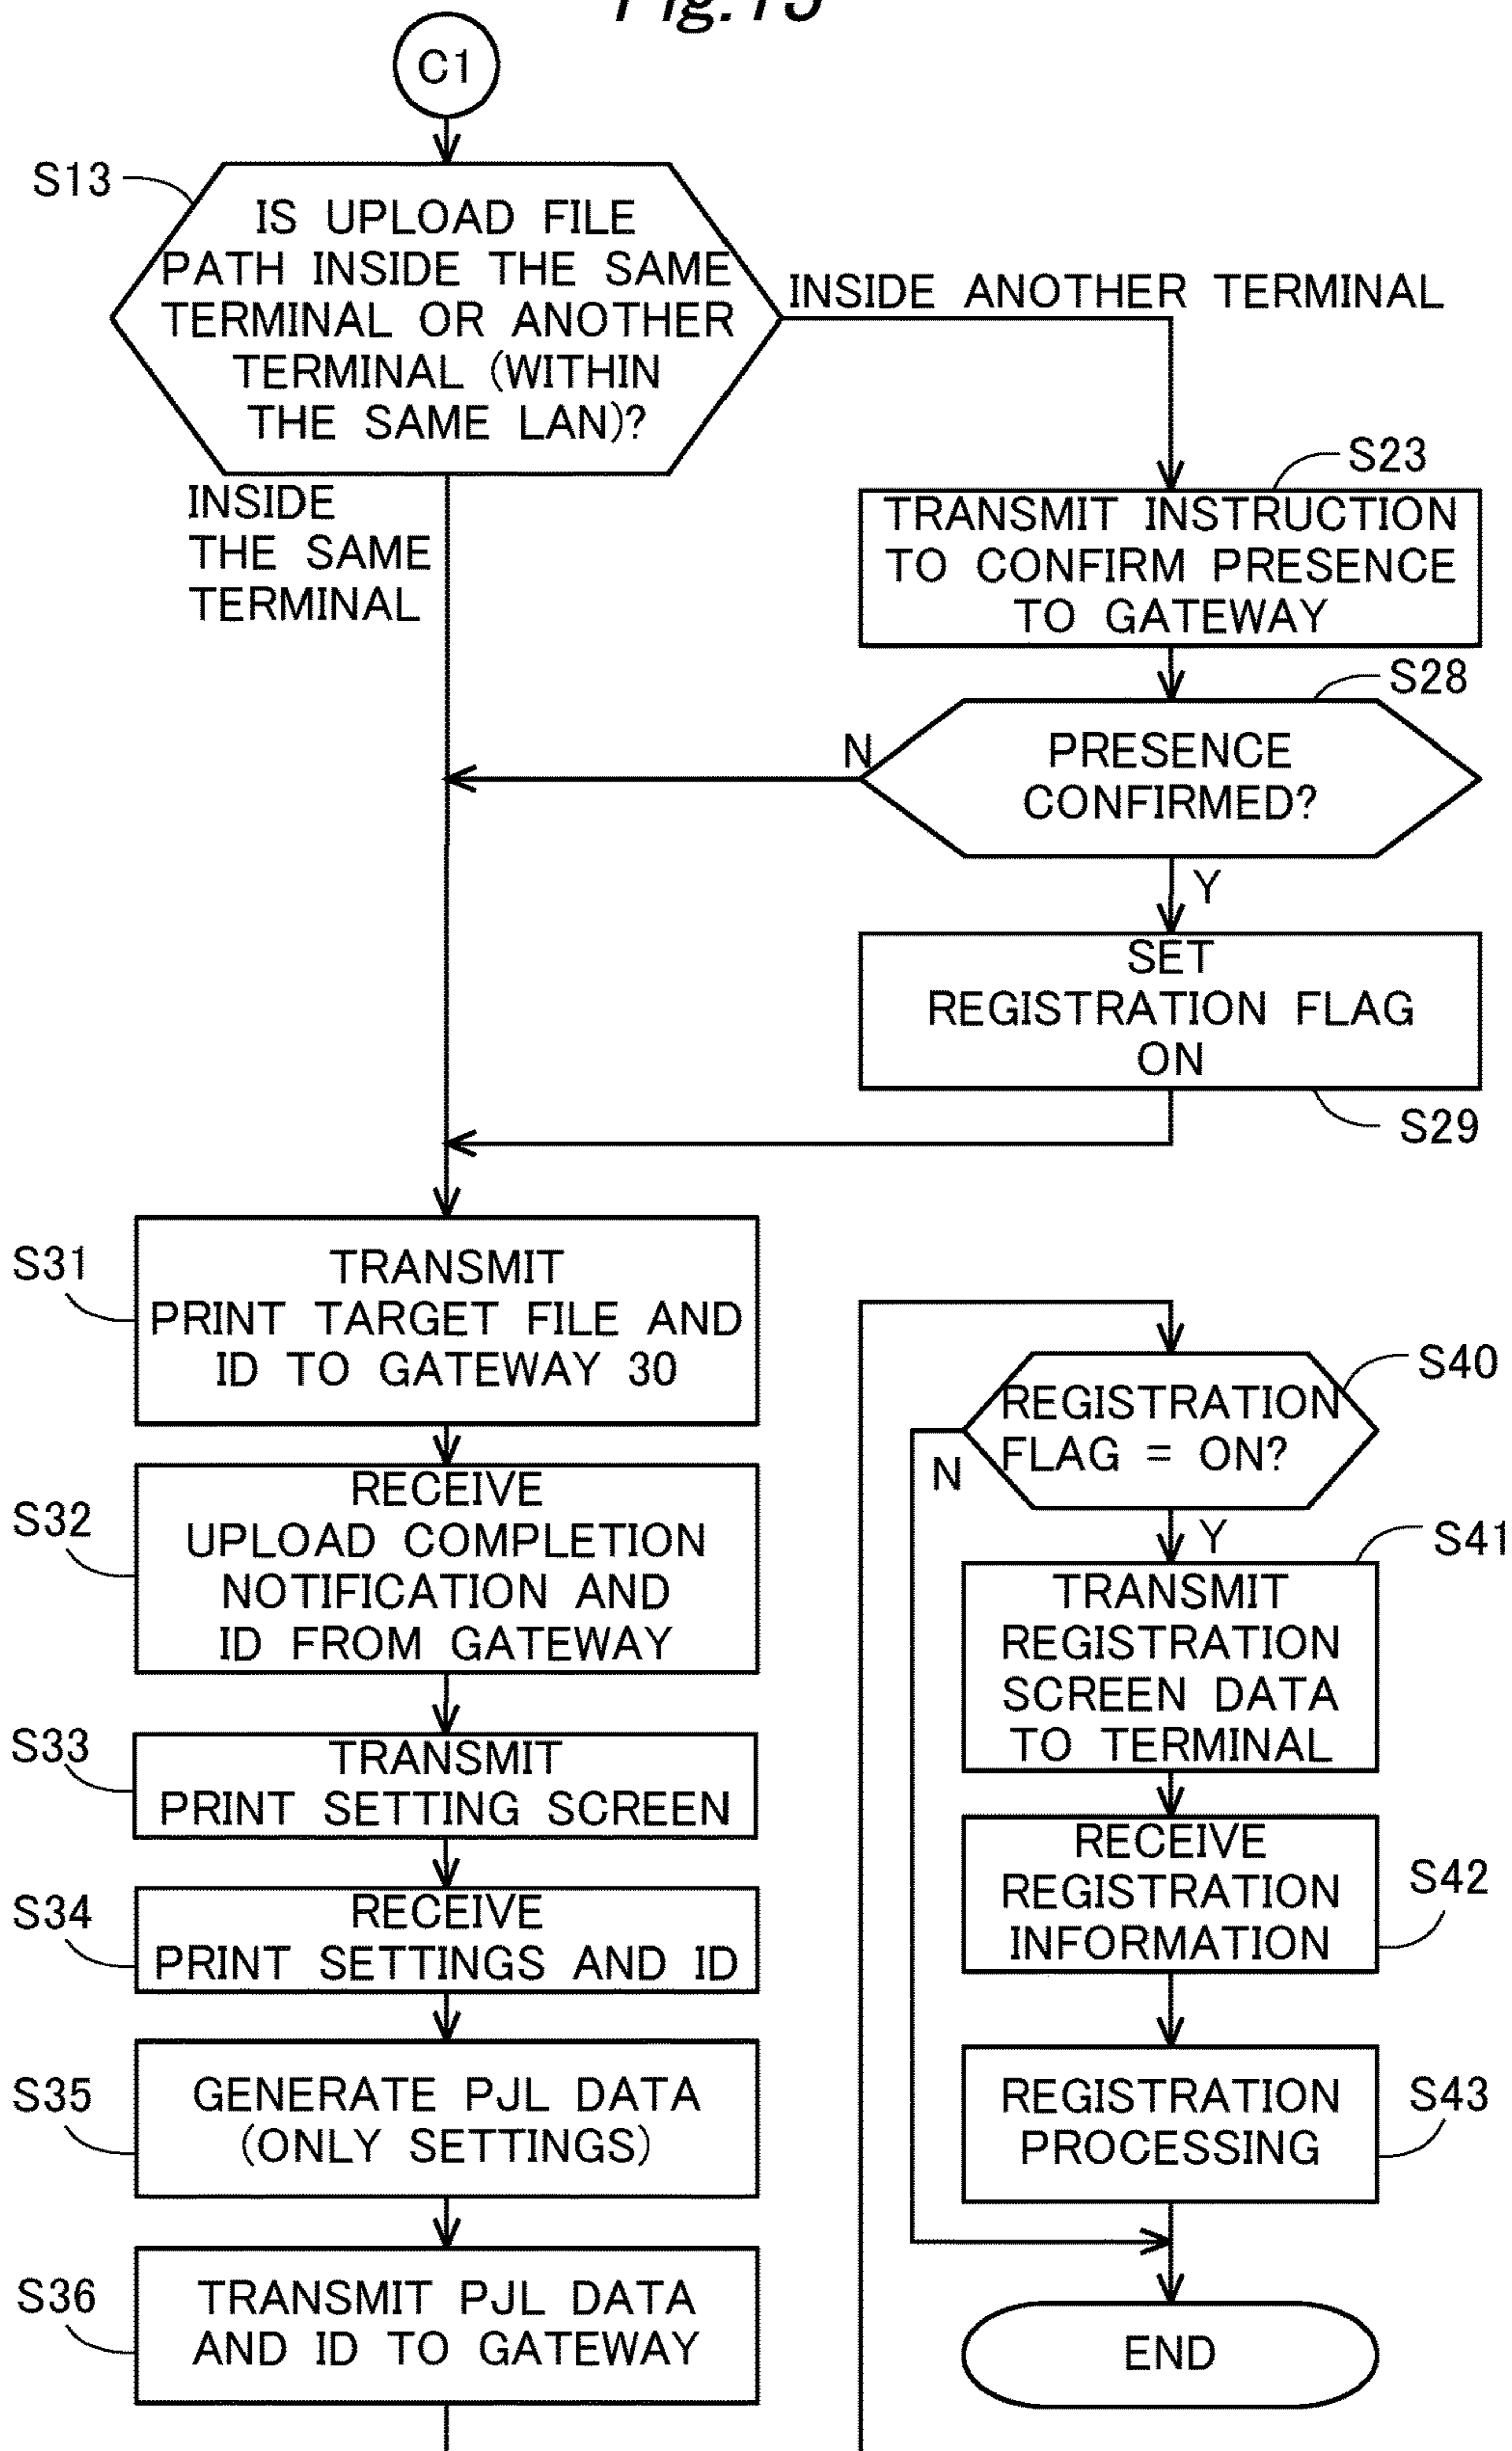 Fig.13
C1
S13
IS UPLOAD FILE
PATH INSIDE THE SAME
TERMINAL OR ANOTHER
TERMINAL (WITHIN
THE SAME LAN)?
INSIDE ANOTHER TERMINAL
INSIDE
THE SAME
TERMINAL
S23
TRANSMIT INSTRUCTION
TO CONFIRM PRESENCE
TO GATEWAY
S28
PRESENCE
CONFIRMED?
N
Y
SET
REGISTRATION FLAG
ON
S29
S31
TRANSMIT
PRINT TARGET FILE AND
ID TO GATEWAY 30
S32
RECEIVE
UPLOAD COMPLETION
NOTIFICATION AND
ID FROM GATEWAY
S33
TRANSMIT
PRINT SETTING SCREEN
S34
RECEIVE
PRINT SETTINGS AND ID
S35
GENERATE PJL DATA
(ONLY SETTINGS)
S36
TRANSMIT PJL DATA
AND ID TO GATEWAY
S40
REGISTRATION
FLAG = ON?
N
Y
S41
TRANSMIT
REGISTRATION
SCREEN DATA
TO TERMINAL
S42
RECEIVE
REGISTRATION
INFORMATION
S43
REGISTRATION
PROCESSING
END